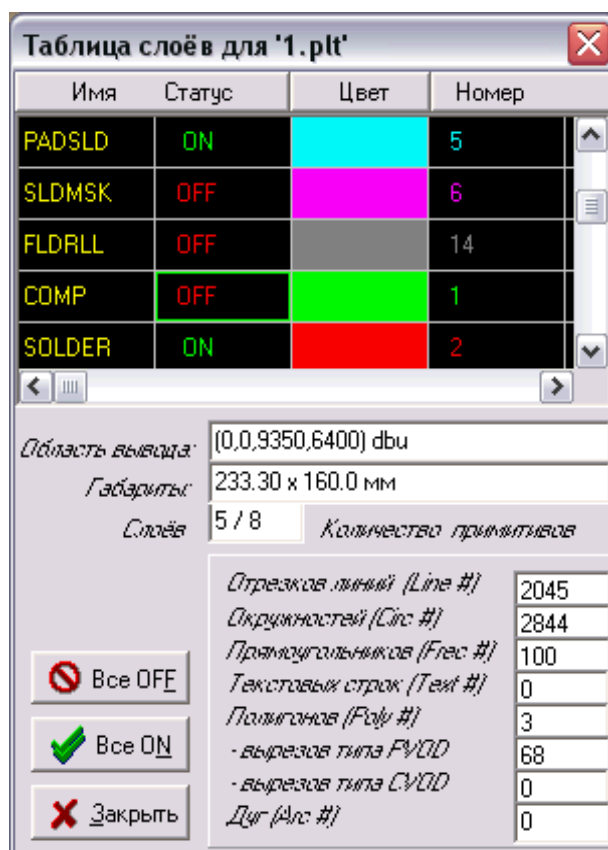 Таблица слоёв для '1.plt'
Имя Статус Цвет Номер
PADSLD ON 5
SLDMSK OFF 6
FLDRLL OFF 14
COMP OFF 1
SOLDER ON 2
Область вывода: (0,0,9350,6400) dbu
Габариты: 233.30 x 160.0 мм
Слоёв 5 / 8 Количество примитивов
Отрезков линий (Line #) 2045
Окружностей (Circ #) 2844
Прямоугольников (Frec #) 100
Текстовых строк (Text #) 0
Полигонов (Poly #) 3
- вырезов типа FVOD 68
- вырезов типа CVOD 0
Дуг (Arc #) 0
Все OFF
Все ON
Закрыть